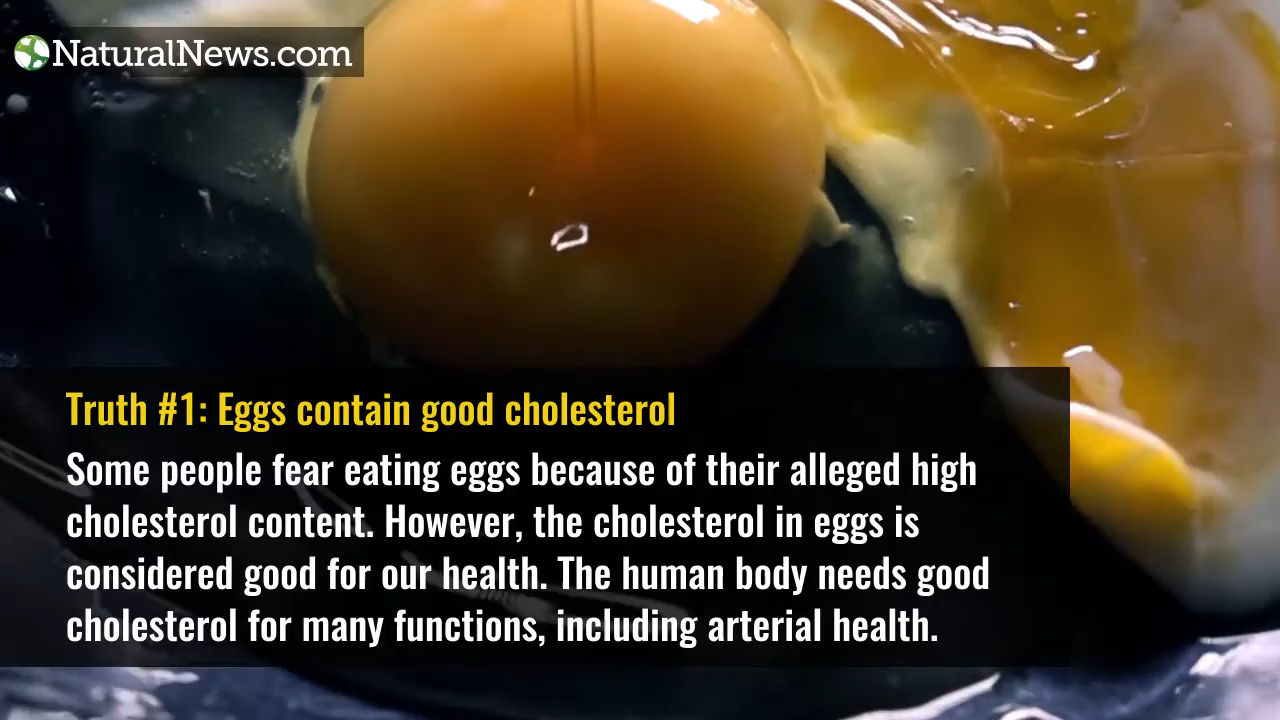 NaturalNews.com
Truth #1: Eggs contain good cholesterol
Some people fear eating eggs because of their alleged high
cholesterol content. However, the cholesterol in eggs is
considered good for our health. The human body needs good
cholesterol for many functions, including arterial health.